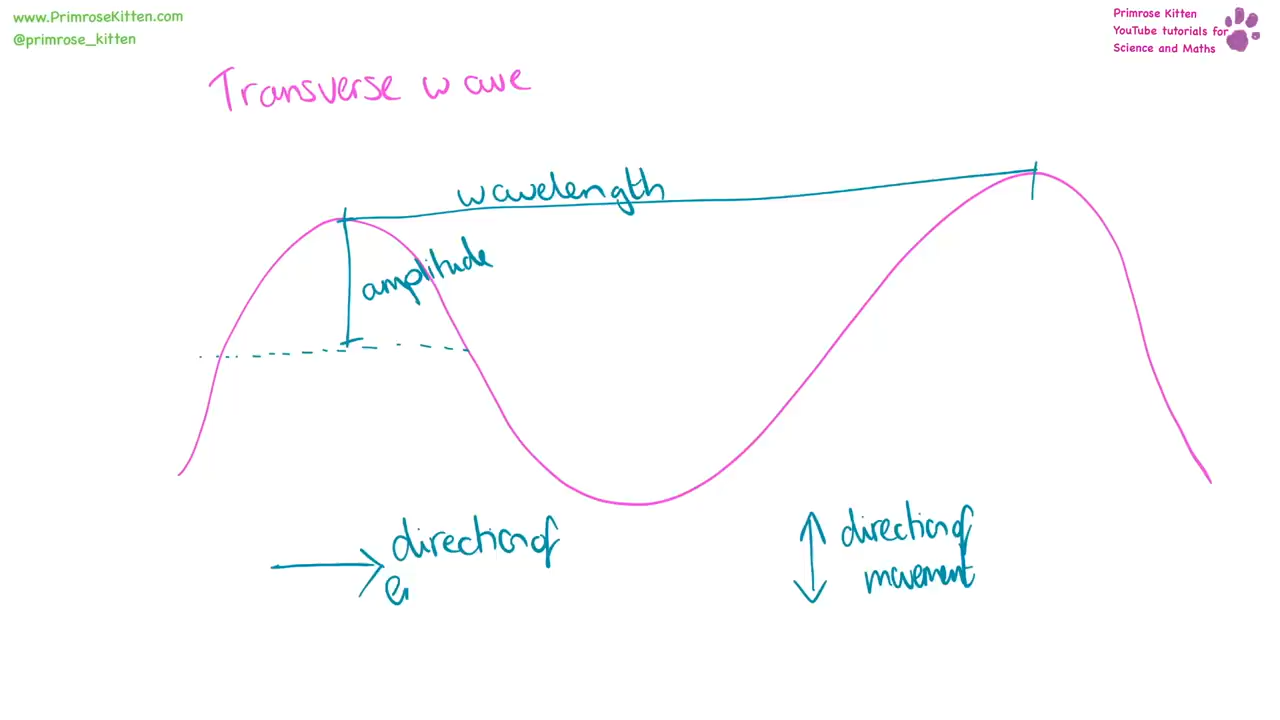 www.PrimroseKitten.com
@primrose_kitten
Primrose Kitten
YouTube tutorials for
Science and Maths
Transverse wave
wavelength
amplitude
direction of
direction of
movement